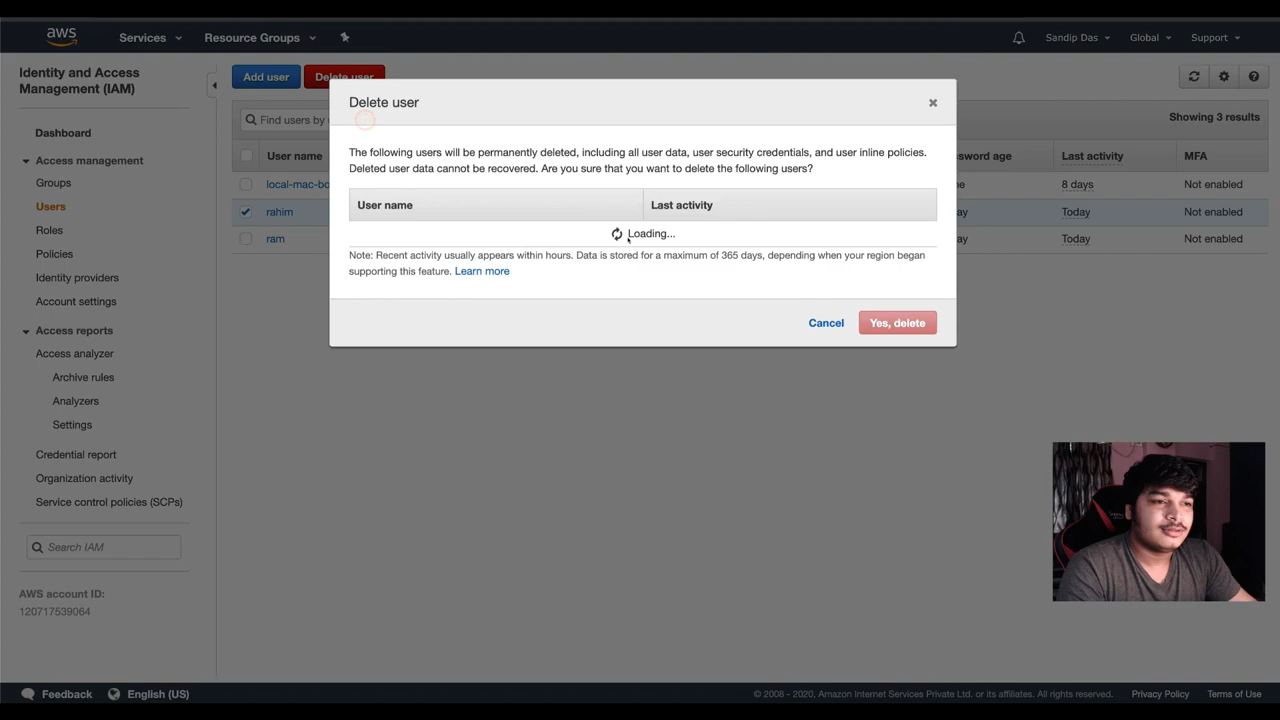 aws
Services
Resource Groups
Sandip Das
Global
Support
Identity and Access
Management (IAM)
Dashboard
Access management
Groups
Users
Roles
Policies
Identity providers
Account settings
Access reports
Access analyzer
Archive rules
Analyzers
Settings
Credential report
Organization activity
Service control policies (SCPs)
Search IAM
AWS account ID:
120717539064
Add user
Delete user
Find users by
Showing 3 results
User name
Last activity
MFA
8 days
Not enabled
rahim
Today
Not enabled
ram
Today
Not enabled
Delete user
The following users will be permanently deleted, including all user data, user security credentials, and user inline policies.
Deleted user data cannot be recovered. Are you sure that you want to delete the following users?
User name
Last activity
Loading...
Note: Recent activity usually appears within hours. Data is stored for a maximum of 365 days, depending when your region began
supporting this feature. Learn more
Cancel
Yes, delete
Feedback
English (US)
© 2008 - 2020, Amazon Internet Services Private Ltd. or its affiliates. All rights reserved.
Privacy Policy
Terms of Use